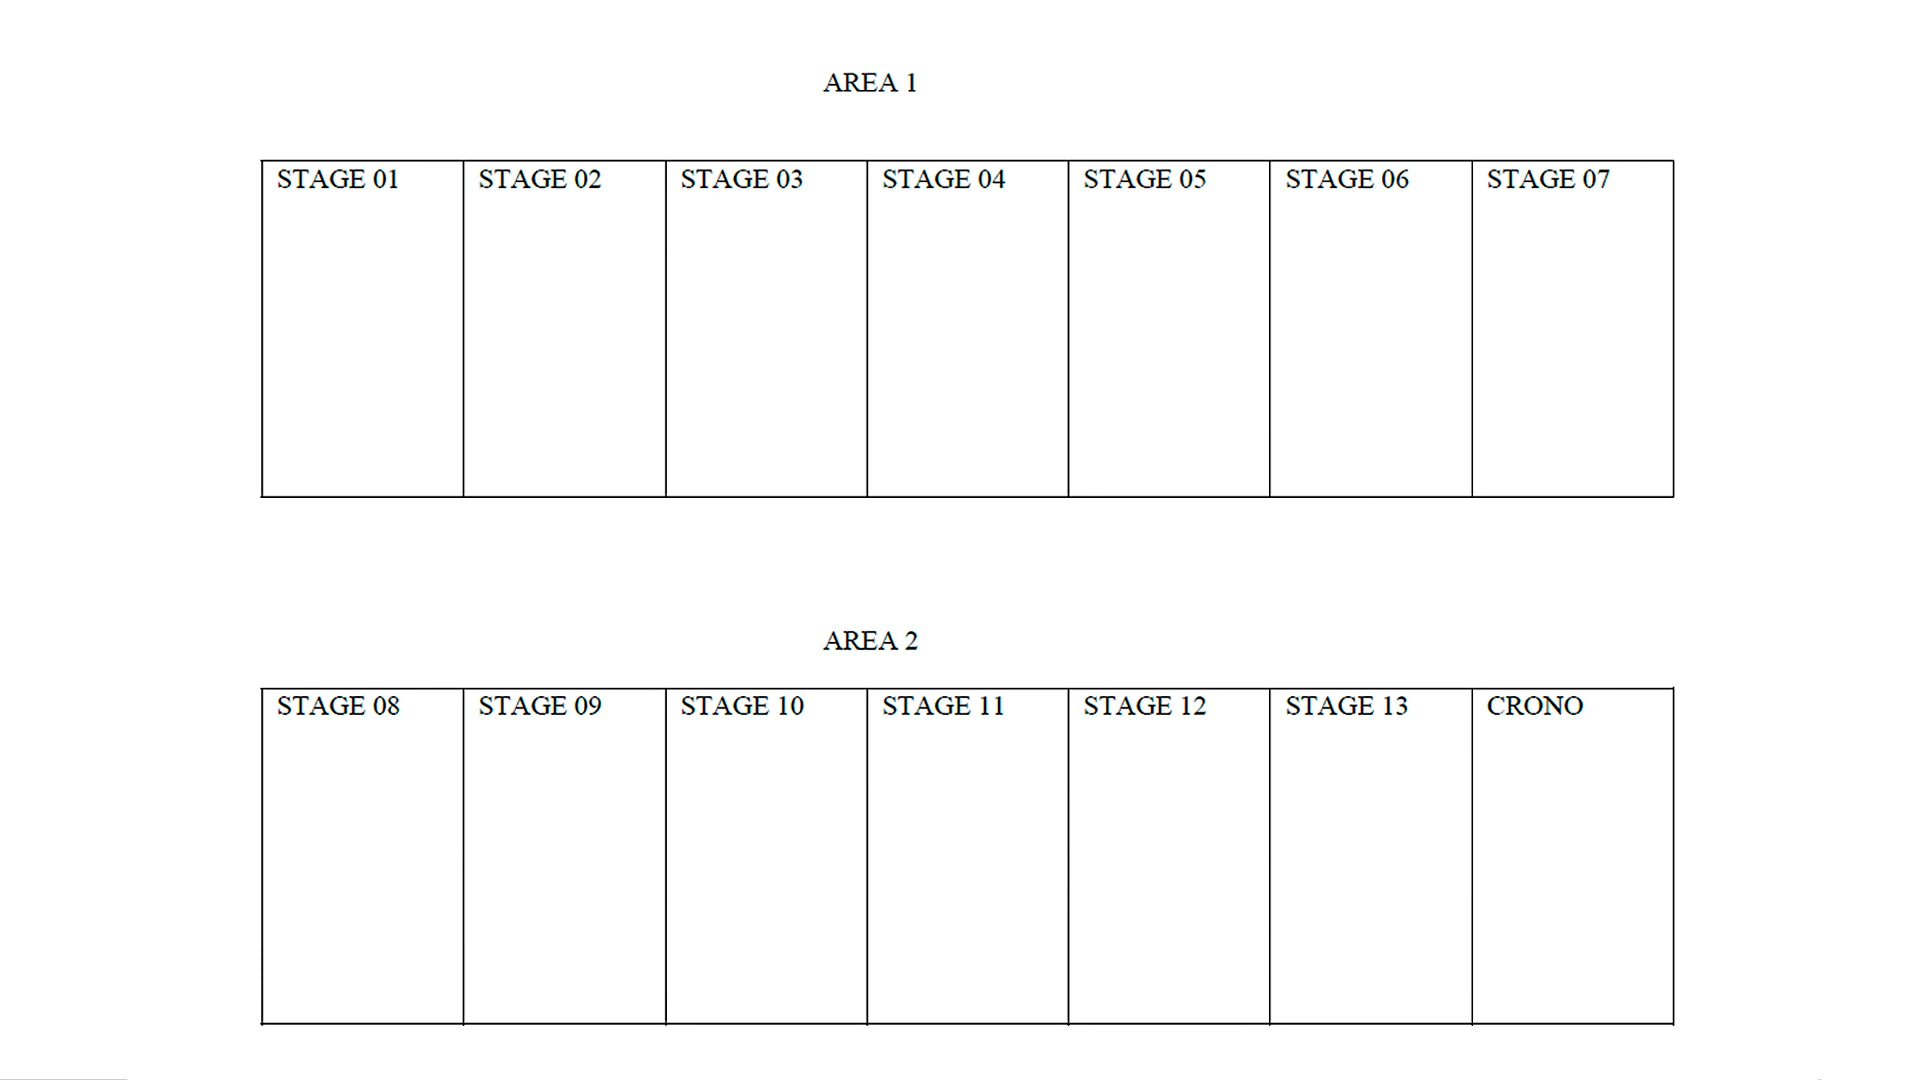 AREA 1
STAGE 01 STAGE 02 STAGE 03 STAGE 04 STAGE 05 STAGE 06 STAGE 07
AREA 2
STAGE 08 STAGE 09 STAGE 10 STAGE 11 STAGE 12 STAGE 13 CRONO